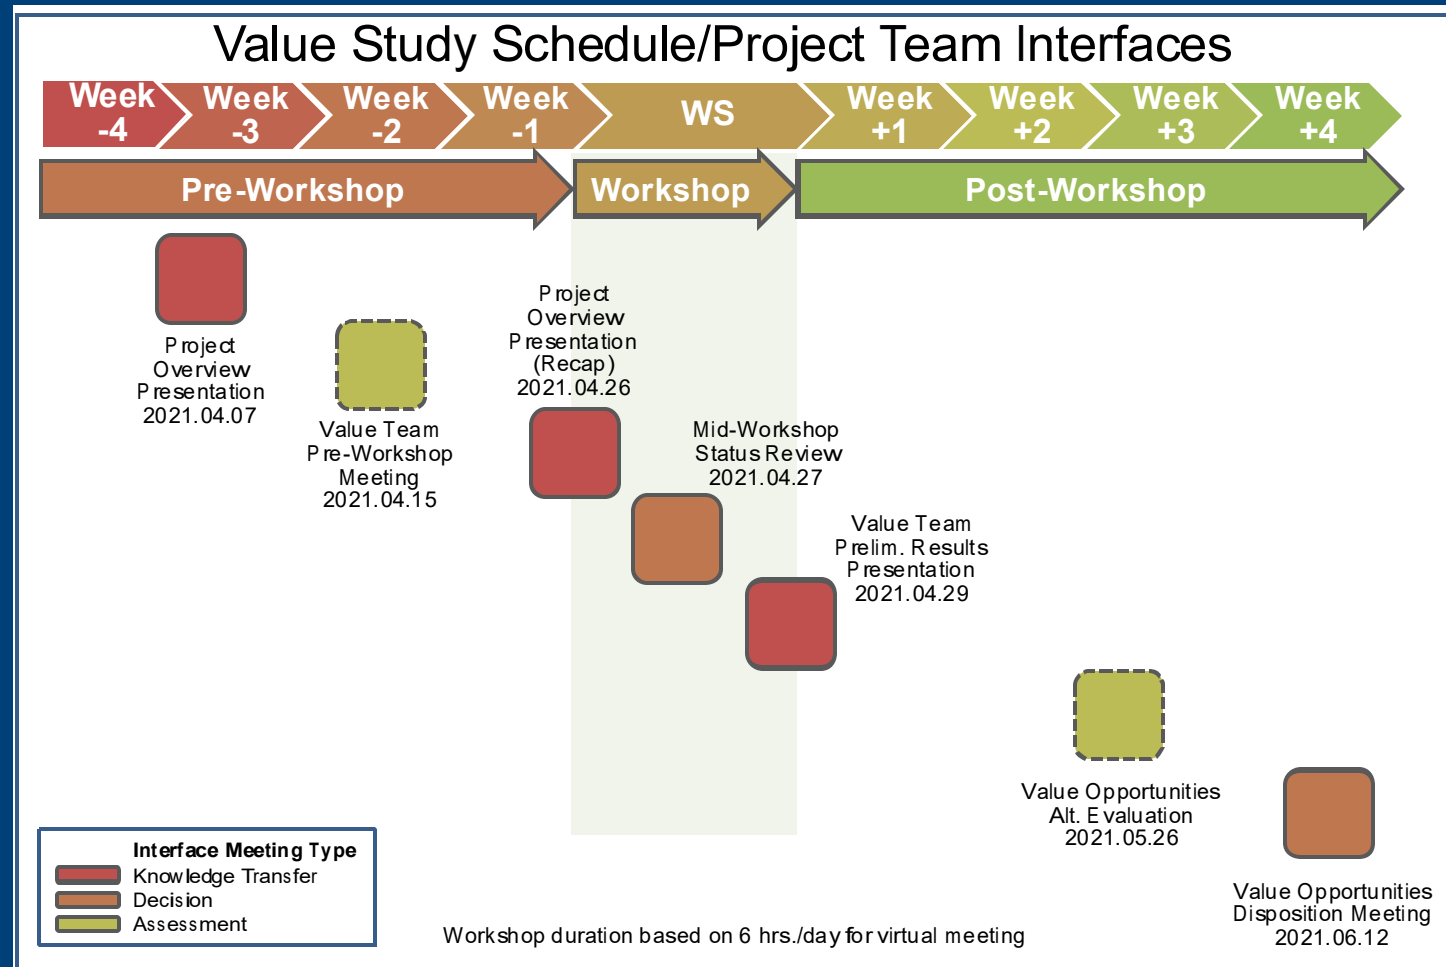 Value Study Schedule/Project Team Interfaces
Week
-4
Week
-3
Week
-2
Week
-1
WS
Week
+1
Week
+2
Week
+3
Week
+4
Pre-Workshop
Workshop
Post-Workshop
Project
Overview
Presentation
2021.04.07
Value Team
Pre-Workshop
Meeting
2021.04.15
Project
Overview
Presentation
(Recap)
2021.04.26
Mid-Workshop
Status Review
2021.04.27
Value Team
Prelim. Results
Presentation
2021.04.29
Value Opportunities
Alt. Evaluation
2021.05.26
Value Opportunities
Disposition Meeting
2021.06.12
Interface Meeting Type
Knowledge Transfer
Decision
Assessment
Workshop duration based on 6 hrs./day for virtual meeting